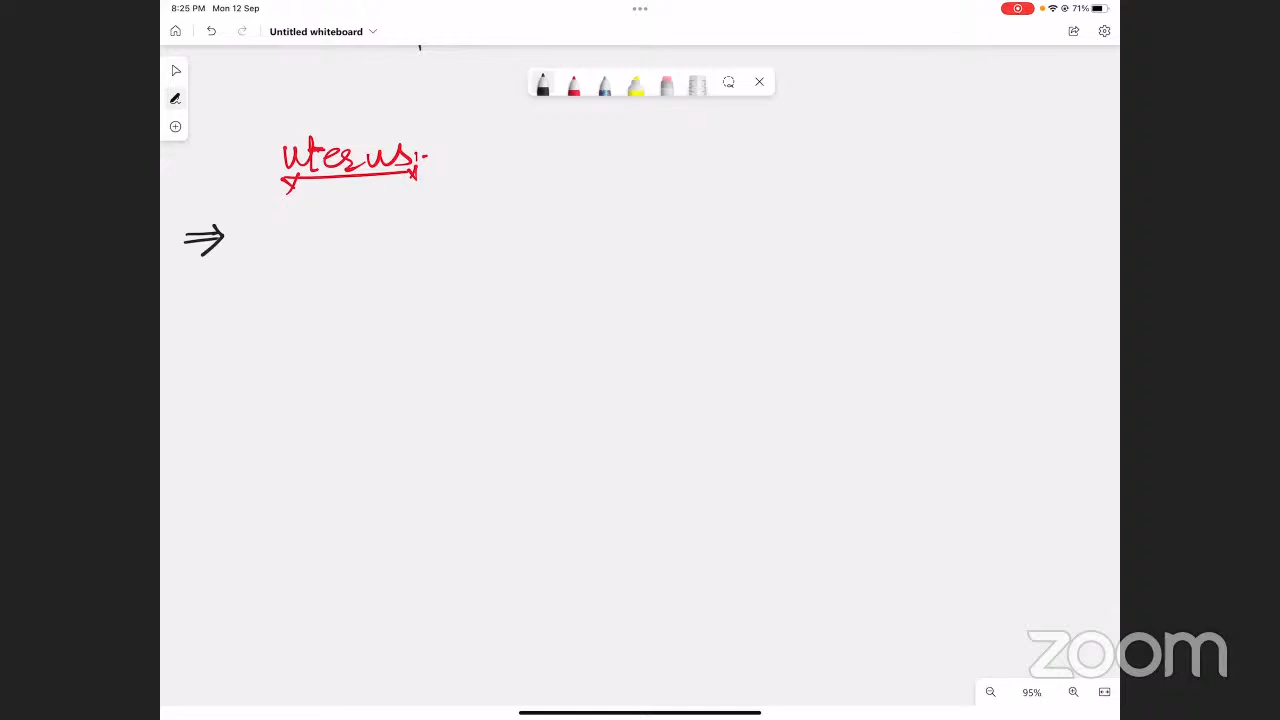 8:25 PM Mon 12 Sep
71%
Untitled whiteboard
uterus:-
⇒
zoom
95%